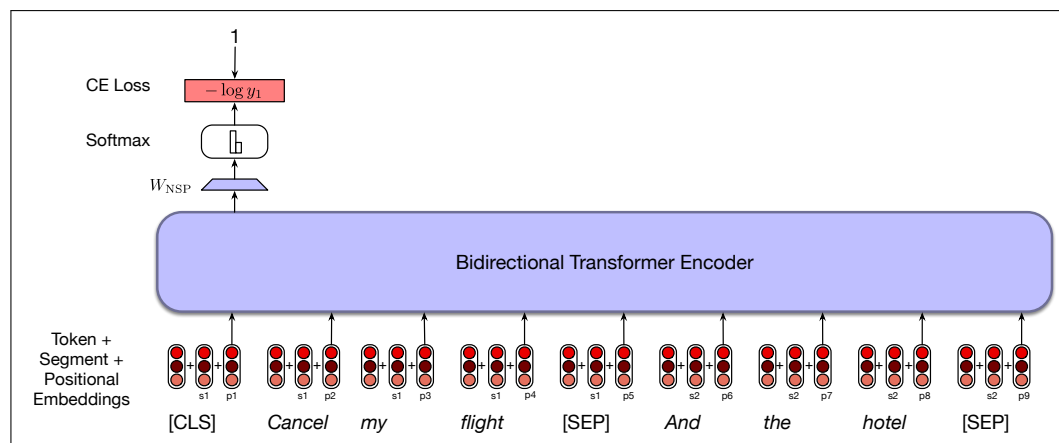 1
CE Loss
− log y₁
Softmax
W_NSP
Bidirectional Transformer Encoder
Token +
Segment +
Positional
Embeddings
+ + + + + + + + + + + + + + + + + +
s1 p1 s1 p2 s1 p3 s1 p4 s1 p5 s2 p6 s2 p7 s2 p8 s2 p9
[CLS] Cancel my flight [SEP] And the hotel [SEP]